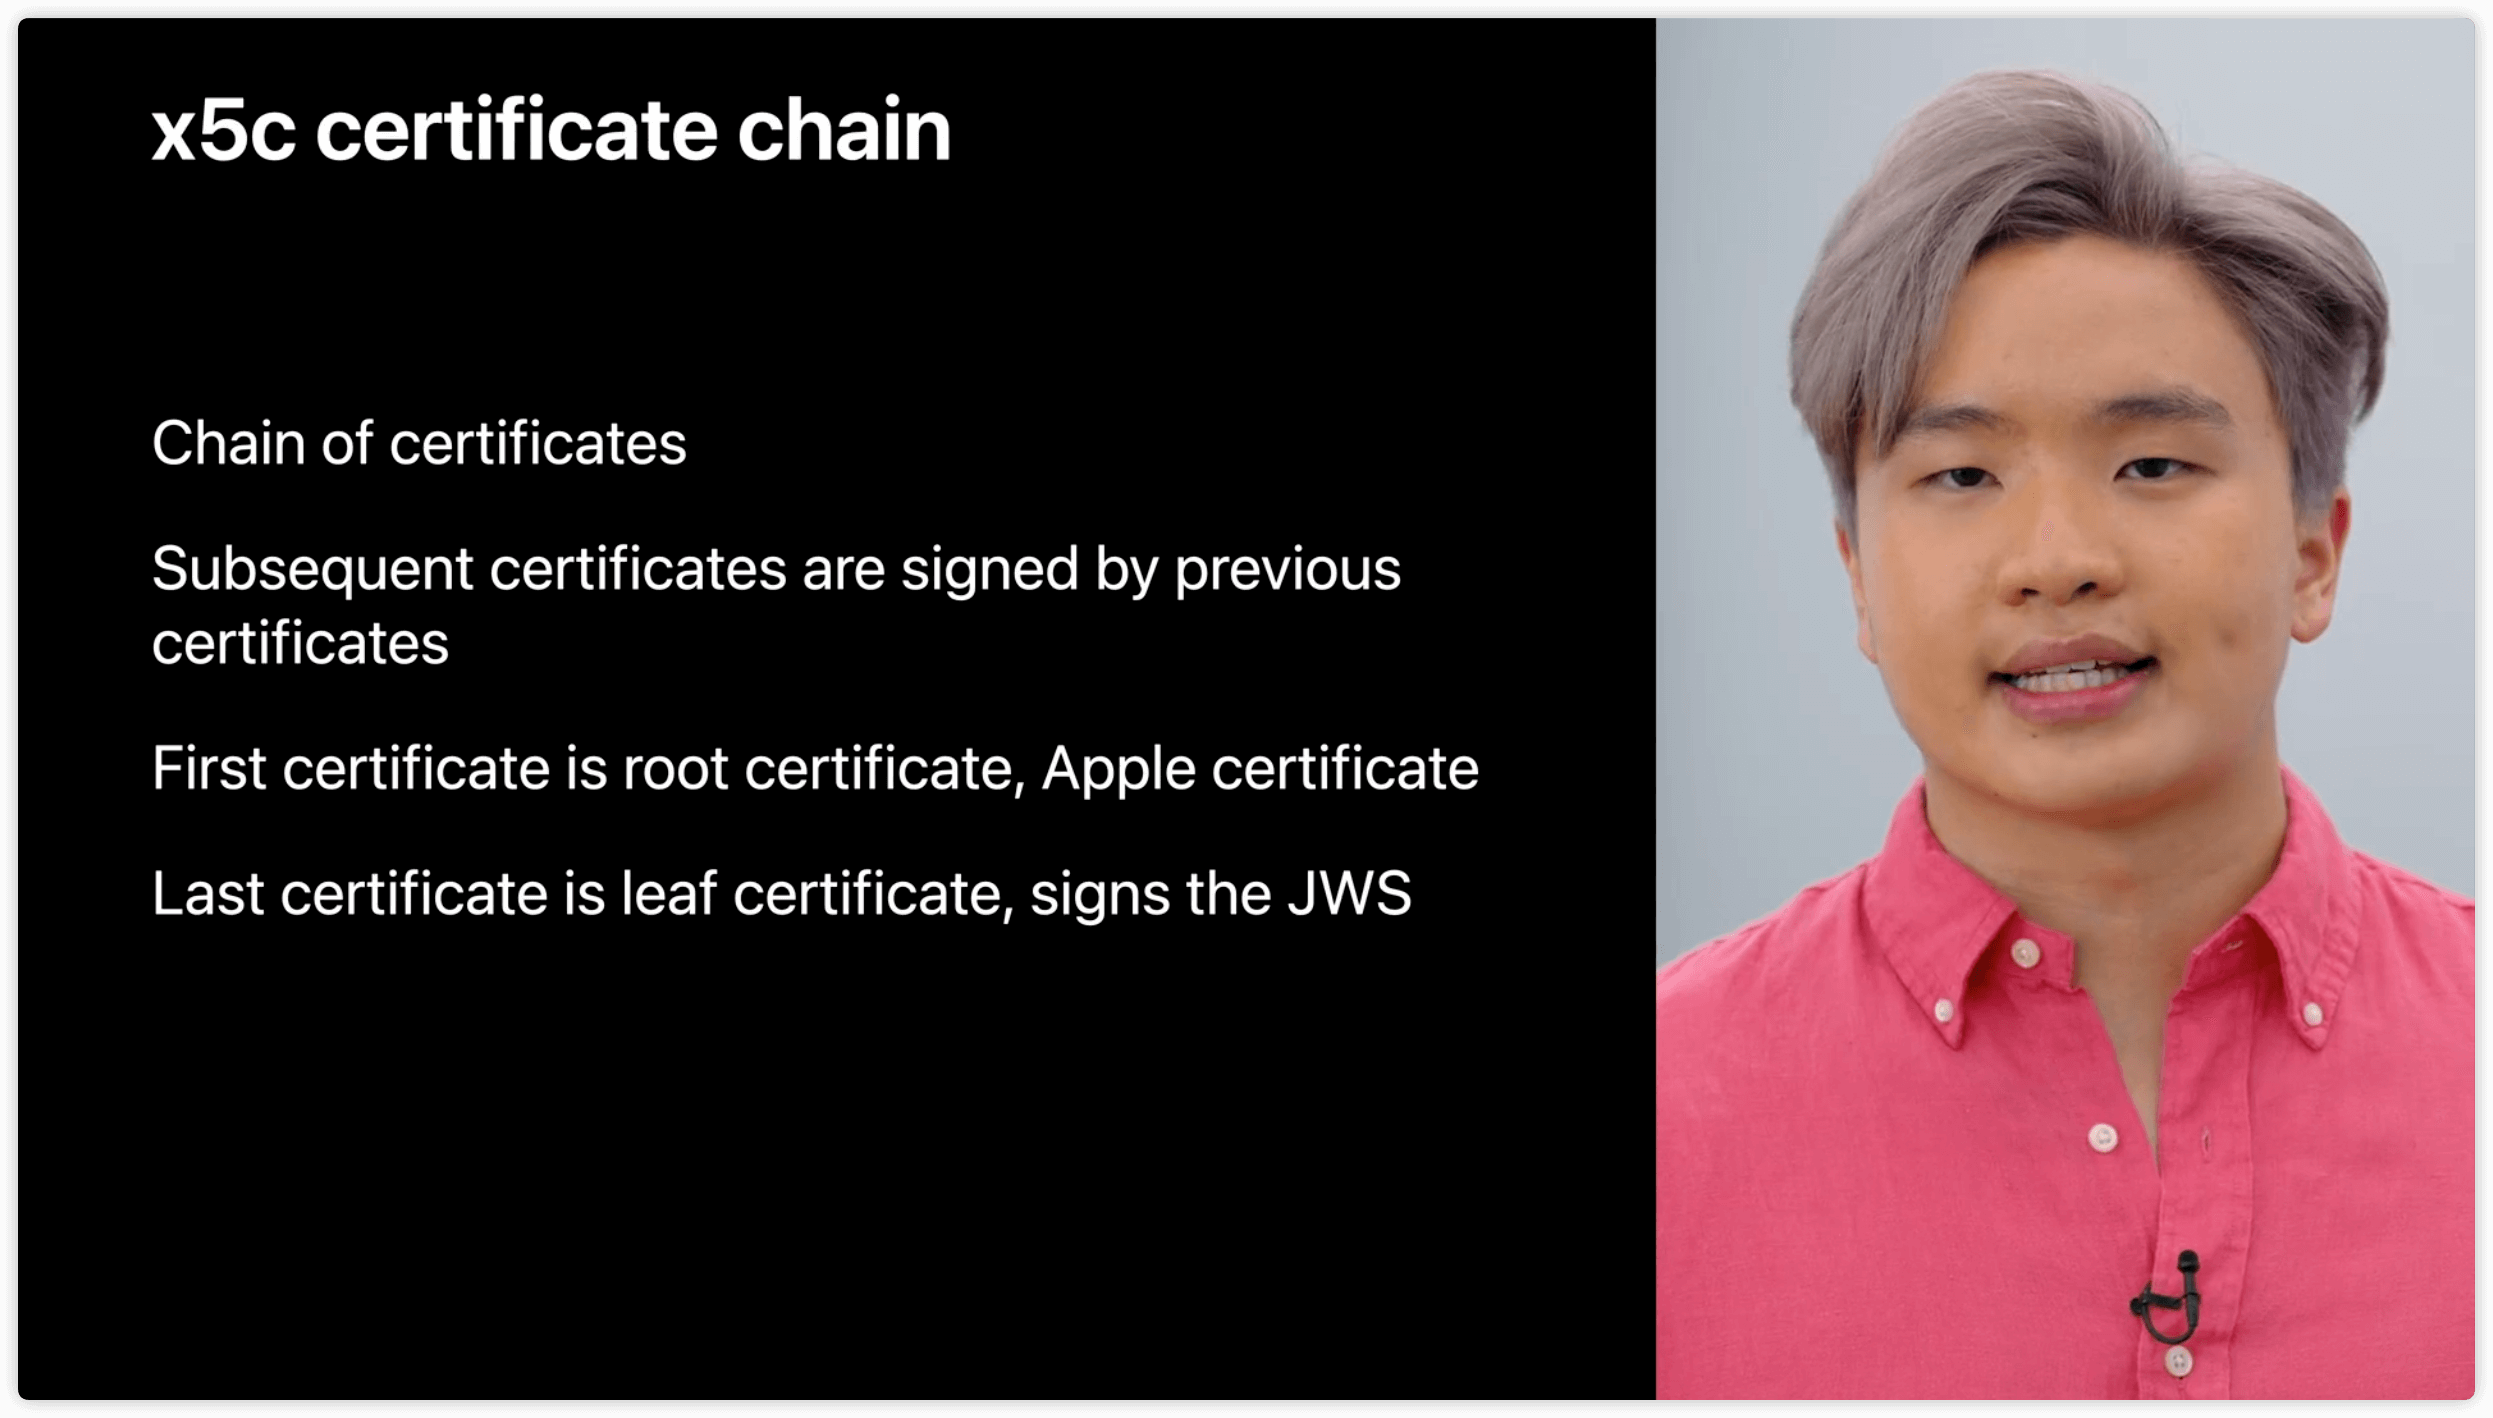 x5c certificate chain
Chain of certificates
Subsequent certificates are signed by previous
certificates
First certificate is root certificate, Apple certificate
Last certificate is leaf certificate, signs the JWS